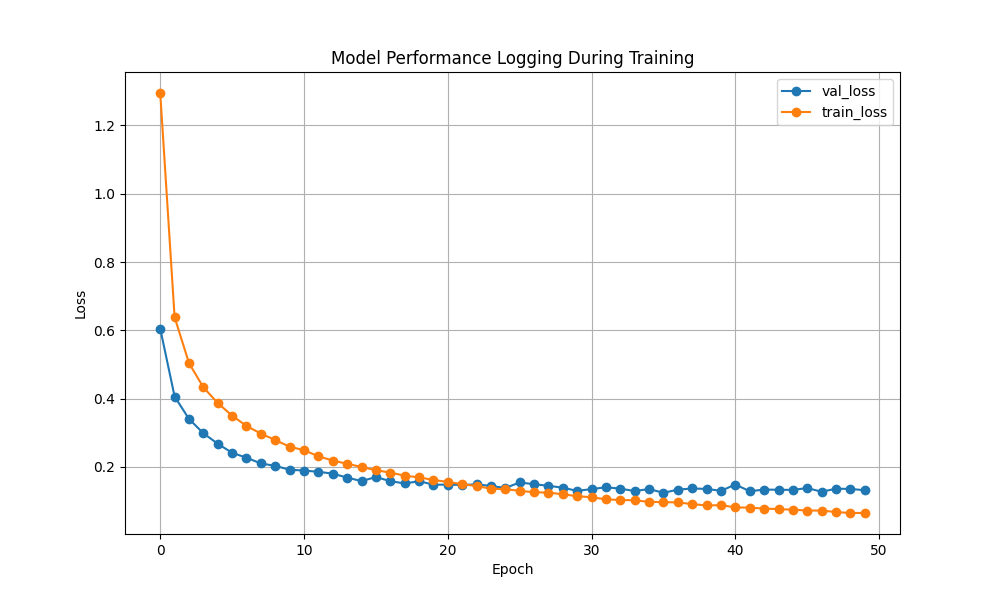 Model Performance Logging During Training
val_loss
train_loss
1.2
1.0
0.8
0.6
0.4
0.2
Loss
0 10 20 30 40 50
Epoch